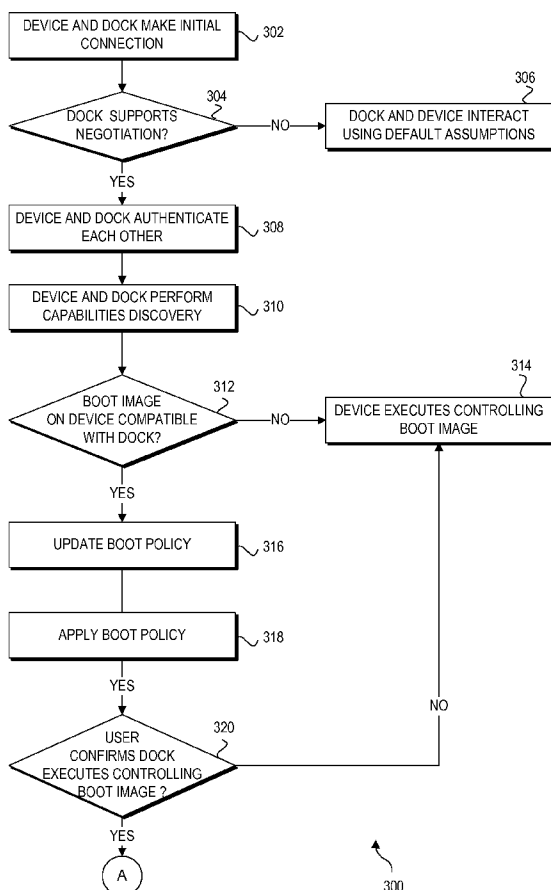 DEVICE AND DOCK MAKE INITIAL
CONNECTION
302
304
DOCK SUPPORTS
NEGOTIATION?
NO
306
DOCK AND DEVICE INTERACT
USING DEFAULT ASSUMPTIONS
YES
DEVICE AND DOCK AUTHENTICATE
EACH OTHER
308
DEVICE AND DOCK PERFORM
CAPABILITIES DISCOVERY
310
312
BOOT IMAGE
ON DEVICE COMPATIBLE
WITH DOCK?
NO
314
DEVICE EXECUTES CONTROLLING
BOOT IMAGE
YES
UPDATE BOOT POLICY
316
APPLY BOOT POLICY
318
YES
NO
320
USER
CONFIRMS DOCK
EXECUTES CONTROLLING
BOOT IMAGE ?
YES
A
300